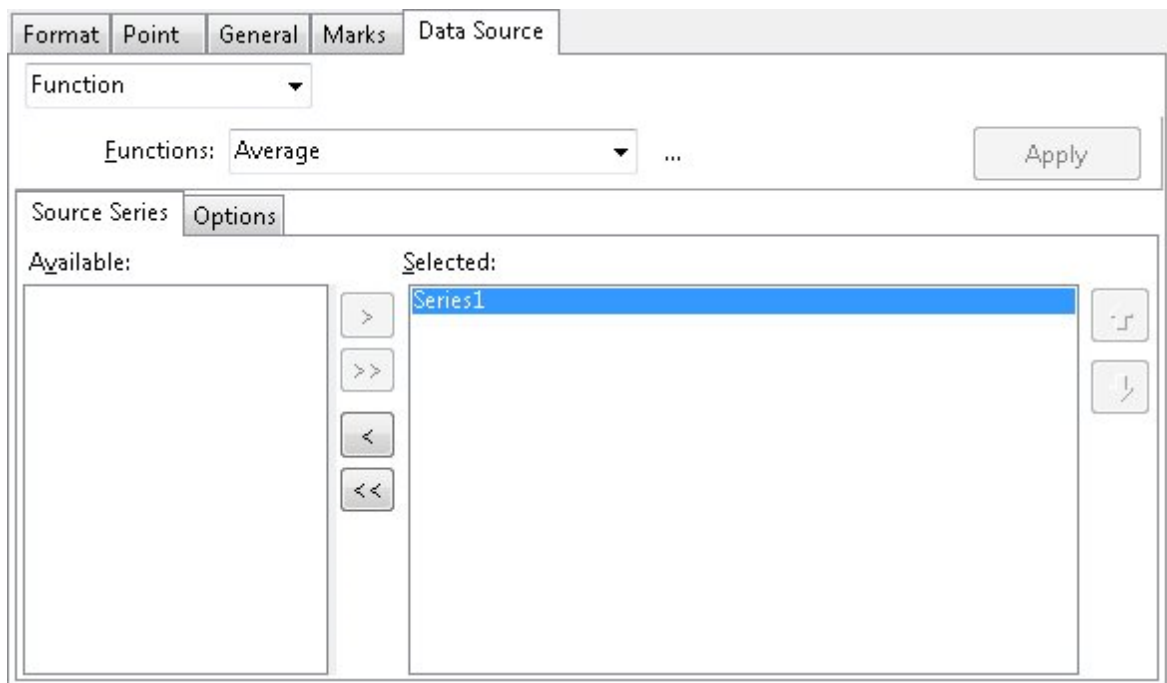 Format Point General Marks Data Source
Function
Functions: Average ... Apply
Source Series Options
Available: Selected:
Series1
>
>>
<
<<